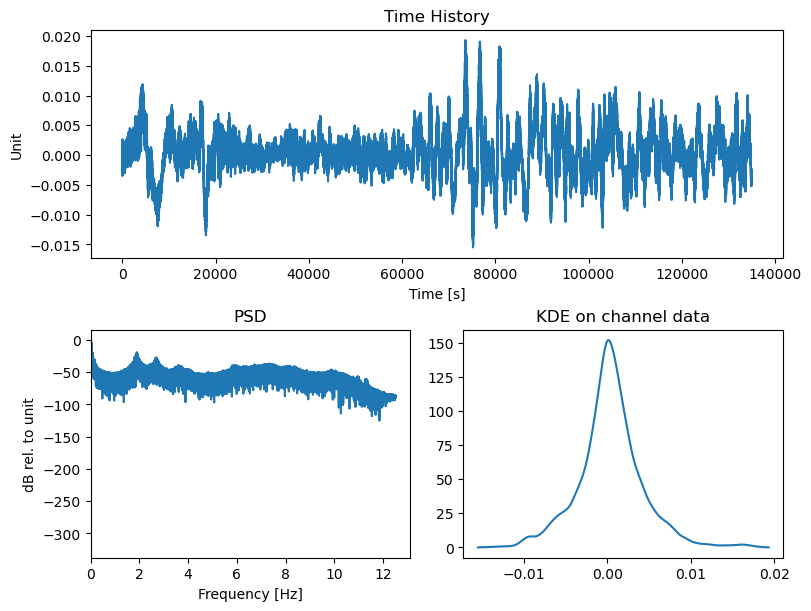 Time History
Unit
0.020
0.015
0.010
0.005
0.000
−0.005
−0.010
−0.015
0 20000 40000 60000 80000 100000 120000 140000
Time [s]
PSD
dB rel. to unit
0
−50
−100
−150
−200
−250
−300
0 2 4 6 8 10 12
Frequency [Hz]
KDE on channel data
150
125
100
75
50
25
0
−0.01 0.00 0.01 0.02